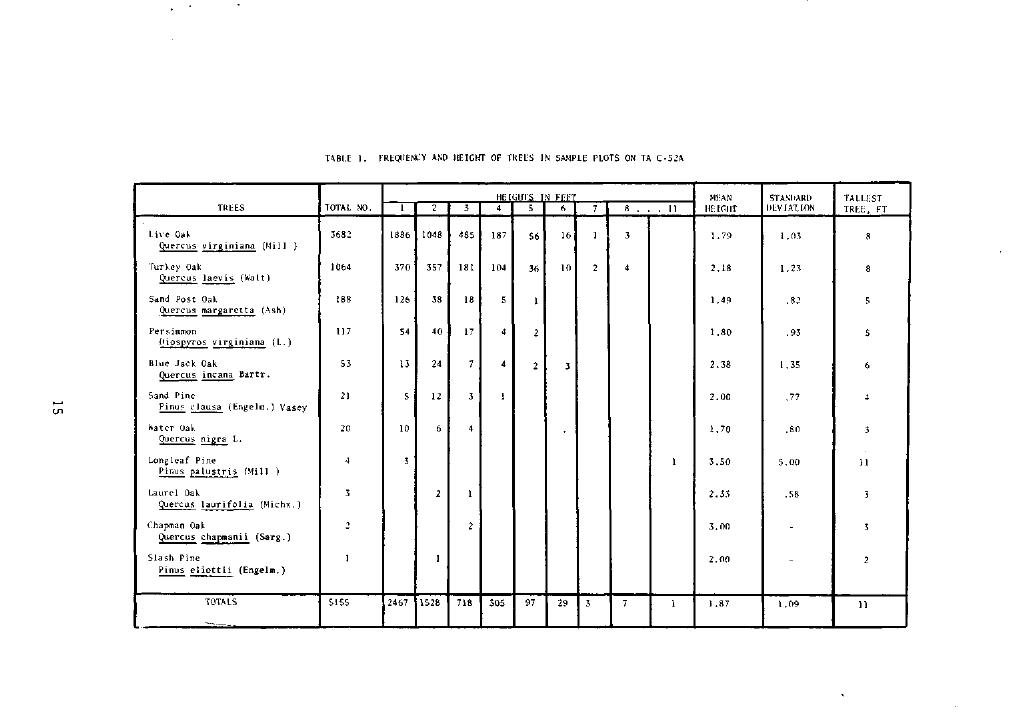 TABLE 1. FREQUENCY AND HEIGHT OF TREES IN SAMPLE PLOTS ON TA C-52A
TREES TOTAL NO. HEIGHTS IN FEET MEAN HEIGHT STANDARD DEVIATION TALLEST TREE, FT
1 2 3 4 5 6 7 8 . . . 11
Live Oak 3682 1886 1048 485 187 56 16 1 3 1.79 1.03 8
Quercus virginiana (Mill )
Turkey Oak 1064 370 357 181 104 36 10 2 4 2.18 1.23 8
Quercus laevis (Walt)
Sand Post Oak 188 126 38 18 5 1 1.49 .82 5
Quercus margaretta (Ash)
Persimmon 117 54 40 17 4 2 1.80 .93 5
Diospyros virginiana (L.)
Blue Jack Oak 53 13 24 7 4 2 3 2.38 1.35 6
Quercus incana Bartr.
Sand Pine 21 5 12 3 1 2.00 .77 4
Pinus clausa (Engelm.) Vasey
Water Oak 20 10 6 4 1.70 .80 3
Quercus nigra L.
Longleaf Pine 4 3 1 3.50 5.00 11
Pinus palustris (Mill )
Laurel Oak 3 2 1 2.33 .58 3
Quercus laurifolia (Michx.)
Chapman Oak 2 2 3.00 - 3
Quercus chapmanii (Sarg.)
Slash Pine 1 1 2.00 - 2
Pinus eliottii (Engelm.)
TOTALS 5155 2467 1528 718 305 97 29 3 7 1 1.87 1.09 11
15